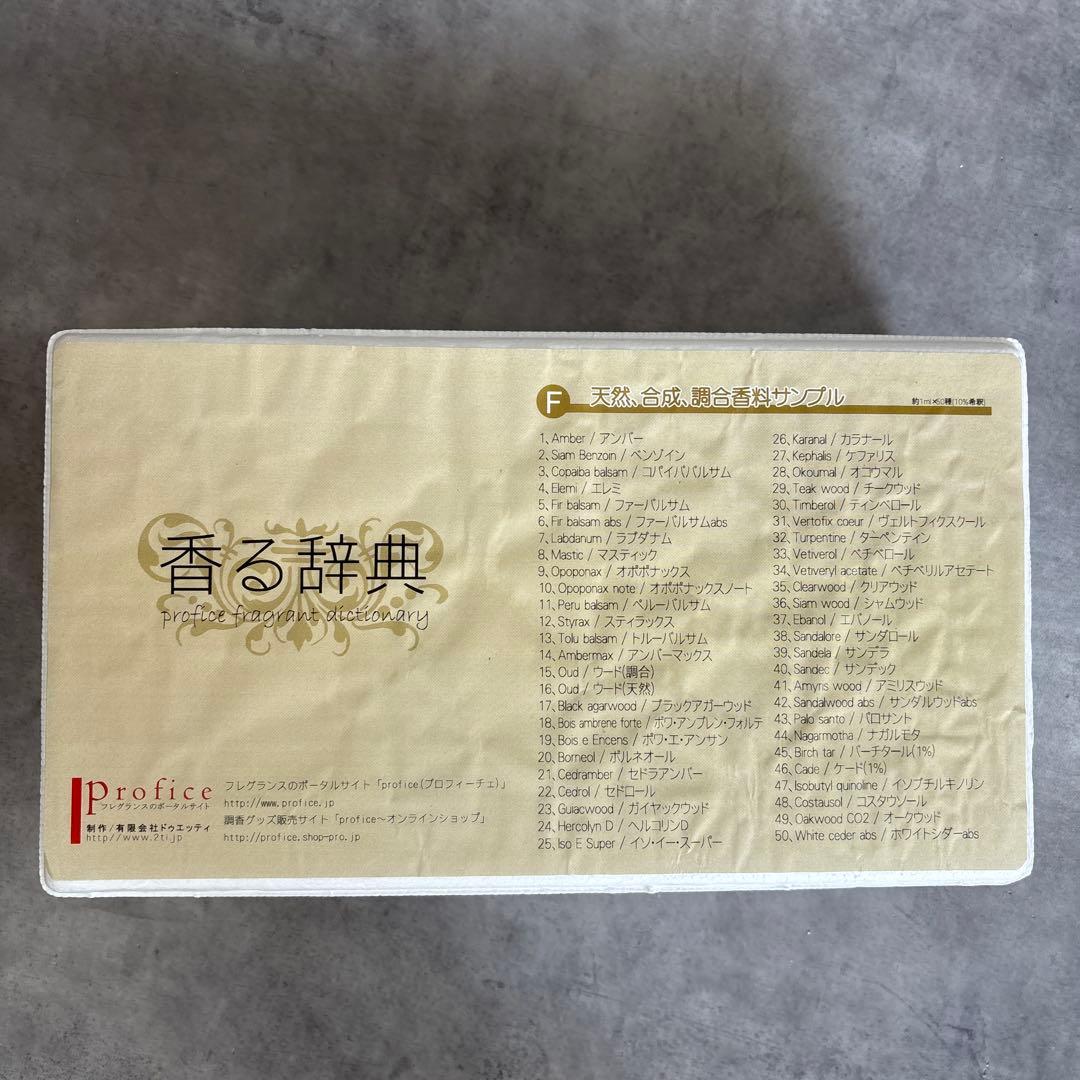 香る辞典
profice fragrant dictionary
profice
フレグランスのポータルサイト
制作/有限会社ドゥエッティ
http://www.2ti.jp
フレグランスのポータルサイト「profice(プロフィーチェ)」
http://www.profice.jp
調香グッズ販売サイト「profice～オンラインショップ」
http://profice.shop-pro.jp
F 天然、合成、調合香料サンプル 約1ml×50種(10%希釈)
1、Amber / アンバー
2、Siam Benzoin / ベンゾイン
3、Copaiba balsam / コパイババルサム
4、Elemi / エレミ
5、Fir balsam / ファーバルサム
6、Fir balsam abs / ファーバルサムabs
7、Labdanum / ラブダナム
8、Mastic / マスティック
9、Opoponax / オポポナックス
10、Opoponax note / オポポナックスノート
11、Peru balsam / ペルーバルサム
12、Styrax / スティラックス
13、Tolu balsam / トルーバルサム
14、Ambermax / アンバーマックス
15、Oud / ウード(調合)
16、Oud / ウード(天然)
17、Black agarwood / ブラックアガーウッド
18、Bois ambrene forte / ボワ・アンブレン・フォルテ
19、Bois e Encens / ボワ・エ・アンサン
20、Borneol / ボルネオール
21、Cedramber / セドラアンバー
22、Cedrol / セドロール
23、Guiacwood / ガイヤックウッド
24、Hercolyn D / ヘルコリンD
25、Iso E Super / イソ・イー・スーパー
26、Karanal / カラナール
27、Kephalis / ケファリス
28、Okoumal / オコウマル
29、Teak wood / チークウッド
30、Timberol / ティンベロール
31、Vertofix coeur / ヴェルトフィクスクール
32、Turpentine / ターペンテイン
33、Vetiverol / ベチベロール
34、Vetiveryl acetate / ベチベリルアセテート
35、Clearwood / クリアウッド
36、Siam wood / シャムウッド
37、Ebanol / エバノール
38、Sandalore / サンダロール
39、Sandela / サンデラ
40、Sandec / サンデック
41、Amyris wood / アミリスウッド
42、Sandalwood abs / サンダルウッドabs
43、Palo santo / パロサント
44、Nagarmotha / ナガルモタ
45、Birch tar / バーチタール(1%)
46、Cade / ケード(1%)
47、Isobutyl quinoline / イソブチルキノリン
48、Costausol / コスタウソール
49、Oakwood CO2 / オークウッド
50、White ceder abs / ホワイトシダーabs